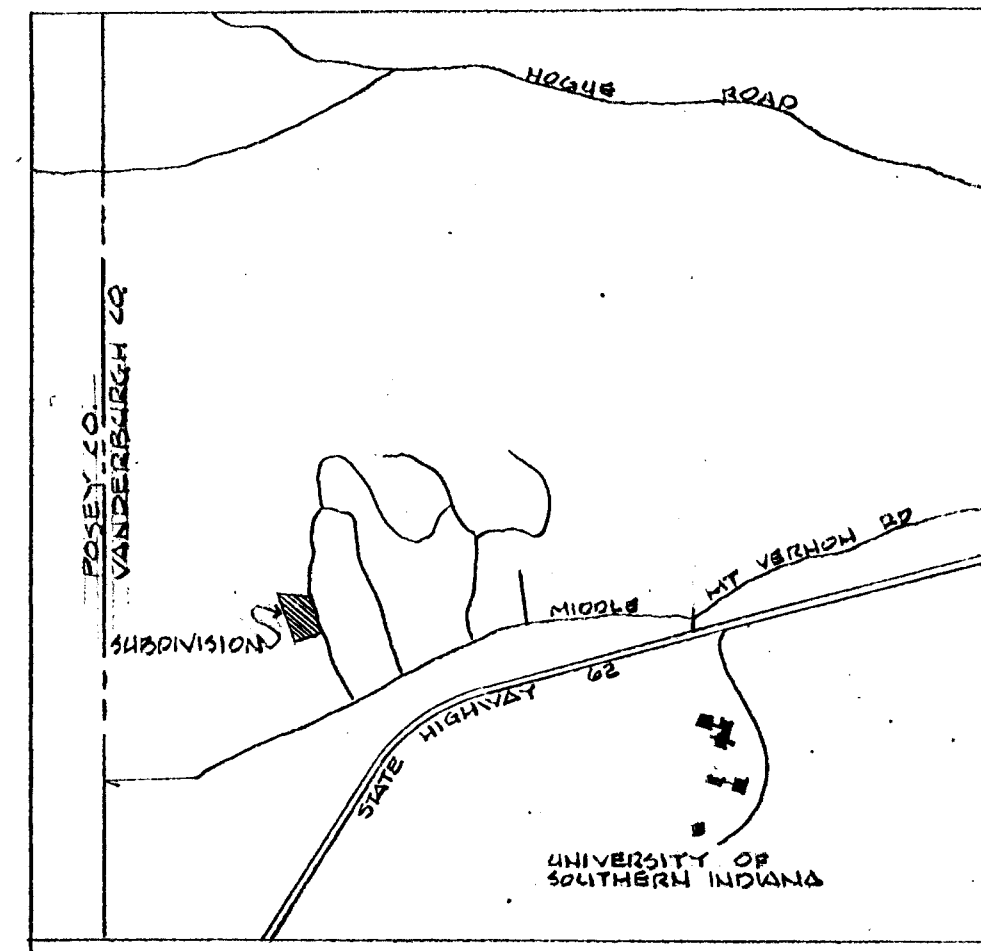 HOGUE ROAD
POSEY CO.
VANDERBURGH CO.
MIDDLE MT VERNON RD
SUBDIVISION
STATE HIGHWAY 62
UNIVERSITY OF
SOUTHERN INDIANA